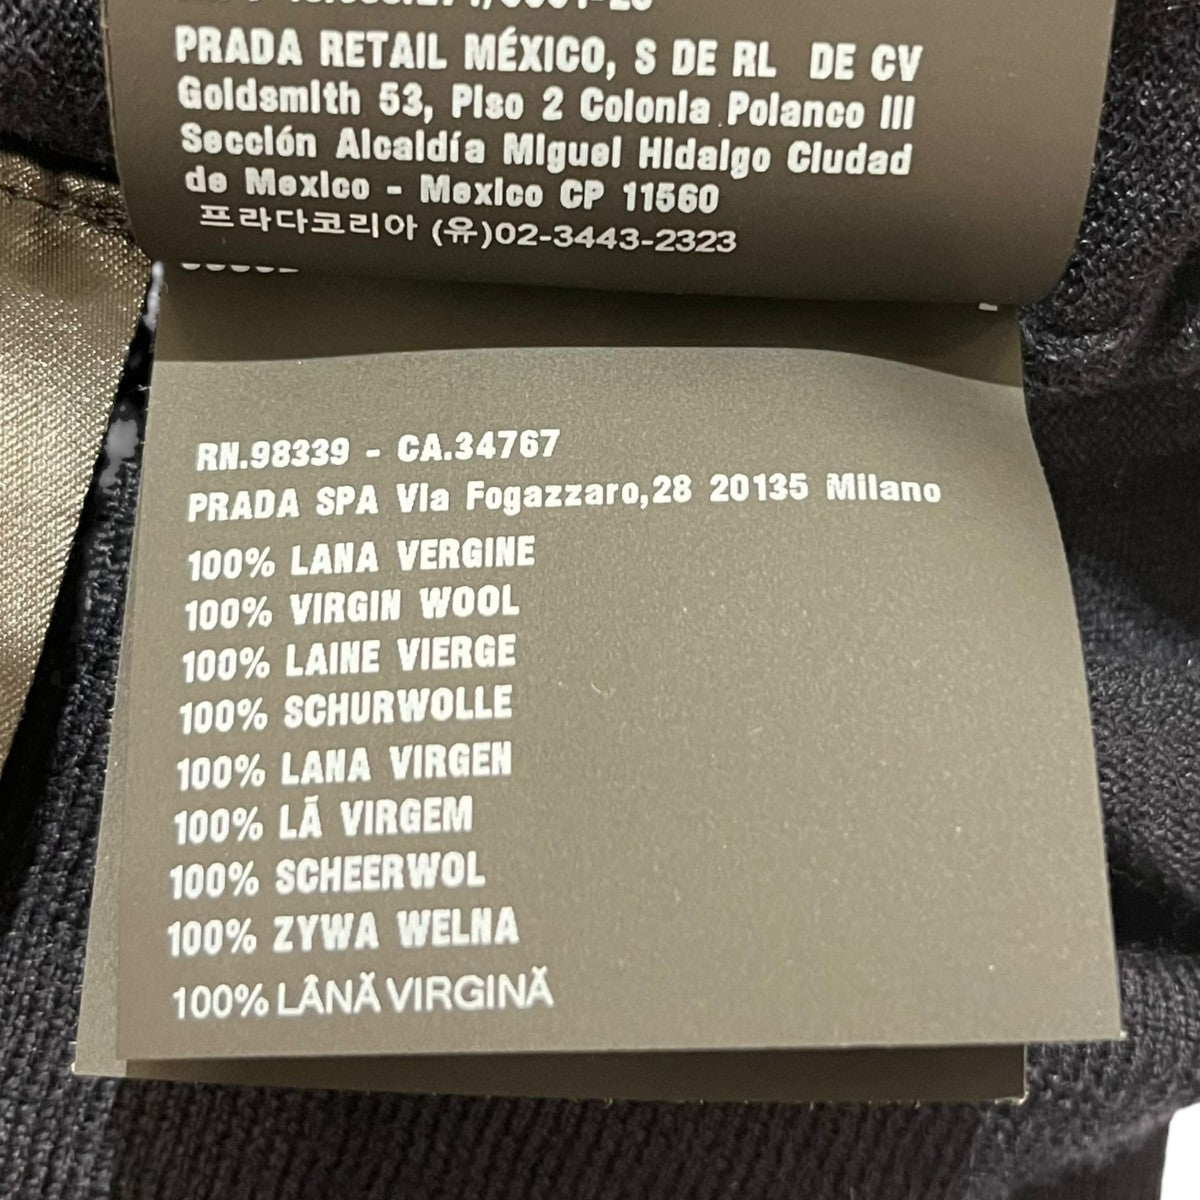 PRADA RETAIL MÉXICO, S DE RL DE CV
Goldsmith 53, Piso 2 Colonia Polanco III
Sección Alcaldía Miguel Hidalgo Ciudad
de Mexico - Mexico CP 11560
프라다코리아 (유)02-3443-2323
RN.98339 - CA.34767
PRADA SPA Via Fogazzaro,28 20135 Milano
100% LANA VERGINE
100% VIRGIN WOOL
100% LAINE VIERGE
100% SCHURWOLLE
100% LANA VIRGEN
100% LÃ VIRGEM
100% SCHEERWOL
100% ZYWA WELNA
100% LÂNĂ VIRGINĂ